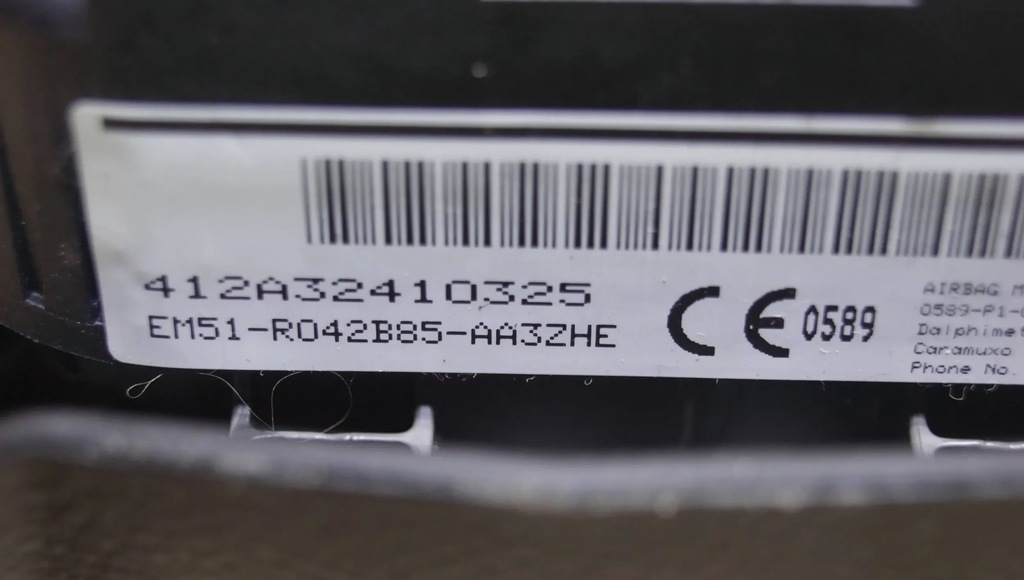 412A32410325
EM51-R042B85-AA3ZHE
CE 0589
AIRBAG M
0589-P1-
Dalphimet
Caramuxo
Phone No.